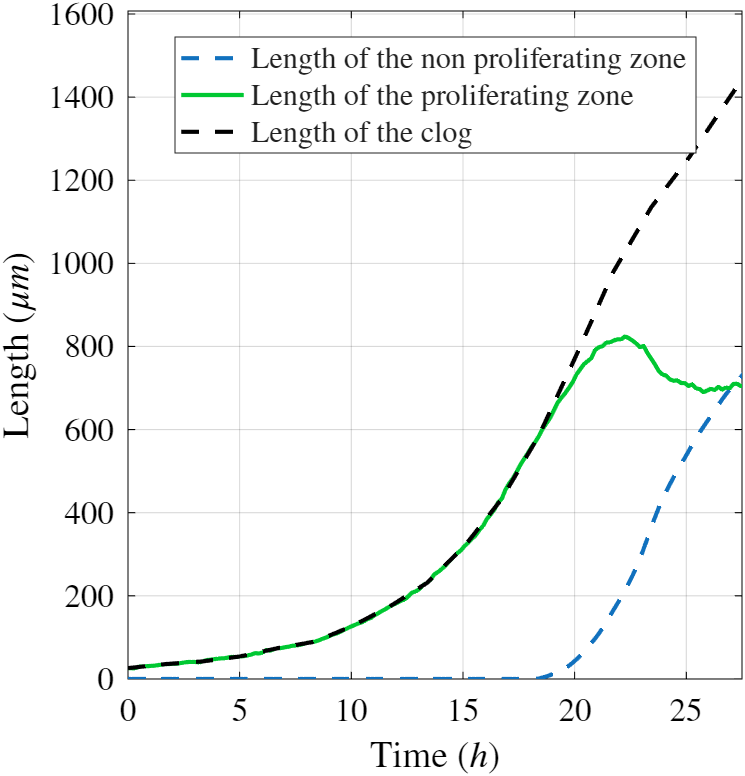 1600
1400
1200
1000
800
600
400
200
0
Length (μm)
Length of the non proliferating zone
Length of the proliferating zone
Length of the clog
0 5 10 15 20 25
Time (h)